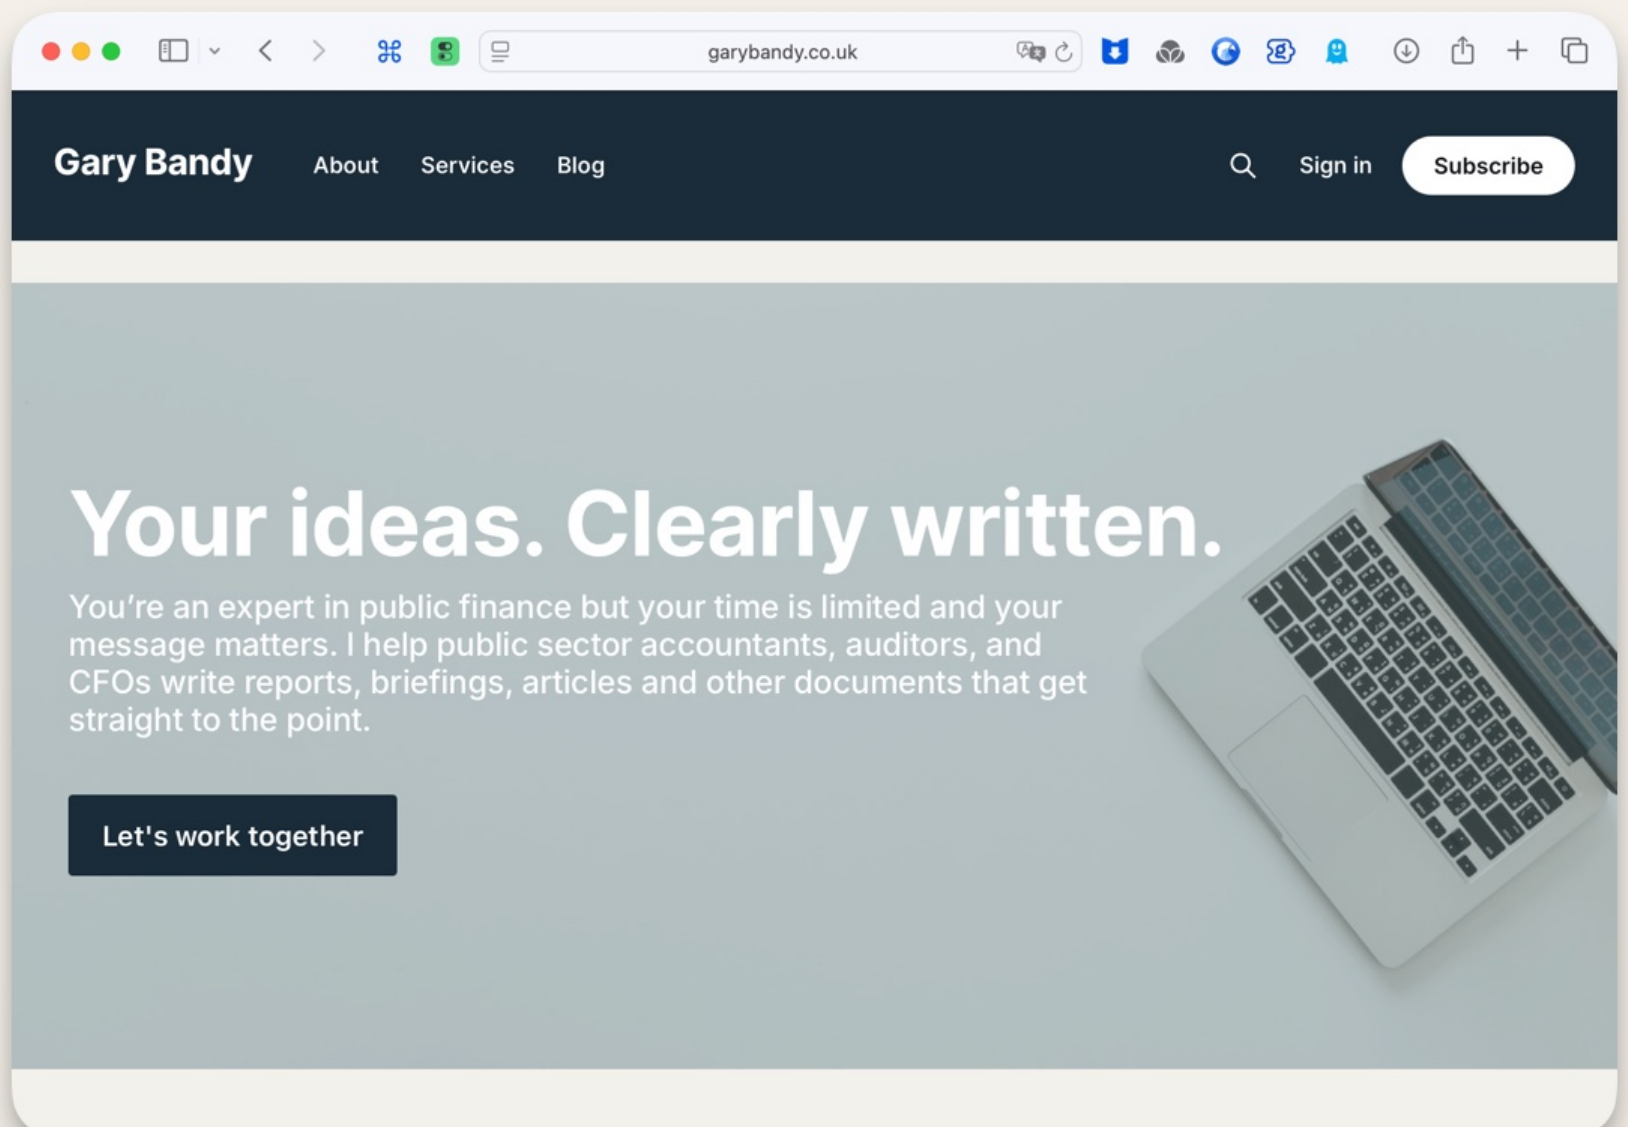 garybandy.co.uk
Gary Bandy
About
Services
Blog
Sign in
Subscribe
Your ideas. Clearly written.
You’re an expert in public finance but your time is limited and your
message matters. I help public sector accountants, auditors, and
CFOs write reports, briefings, articles and other documents that get
straight to the point.
Let's work together